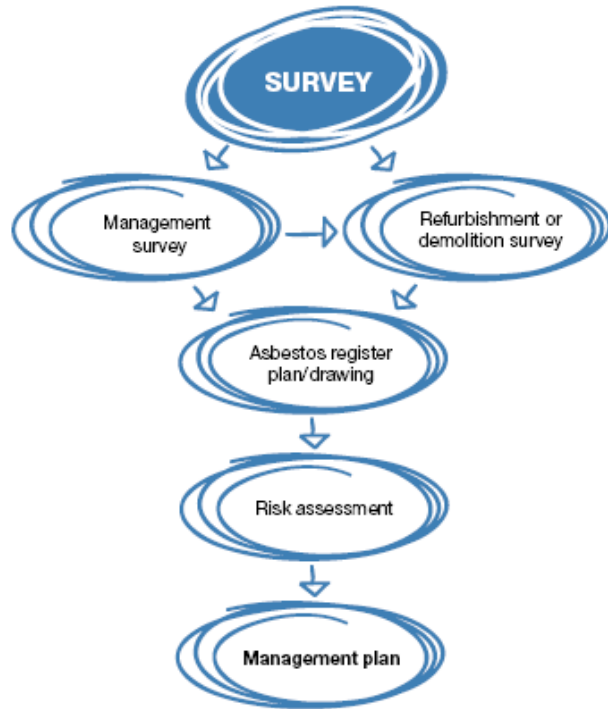 SURVEY
Management
survey
Refurbishment or
demolition survey
Asbestos register
plan/drawing
Risk assessment
Management plan